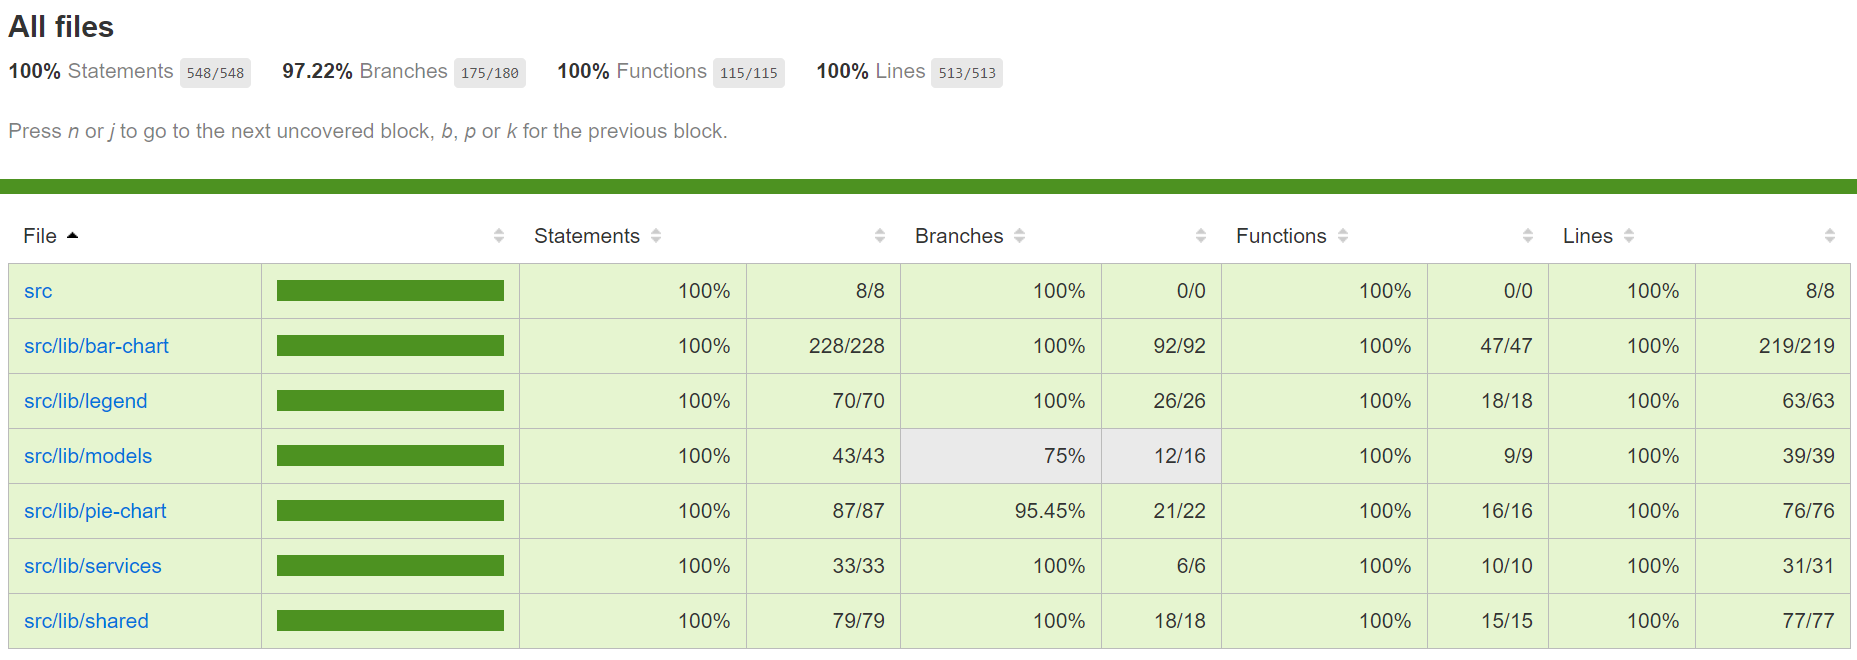 All files
100% Statements 548/548 97.22% Branches 175/180 100% Functions 115/115 100% Lines 513/513
Press n or j to go to the next uncovered block, b, p or k for the previous block.
File Statements Branches Functions Lines
src 100% 8/8 100% 0/0 100% 0/0 100% 8/8
src/lib/bar-chart 100% 228/228 100% 92/92 100% 47/47 100% 219/219
src/lib/legend 100% 70/70 100% 26/26 100% 18/18 100% 63/63
src/lib/models 100% 43/43 75% 12/16 100% 9/9 100% 39/39
src/lib/pie-chart 100% 87/87 95.45% 21/22 100% 16/16 100% 76/76
src/lib/services 100% 33/33 100% 6/6 100% 10/10 100% 31/31
src/lib/shared 100% 79/79 100% 18/18 100% 15/15 100% 77/77